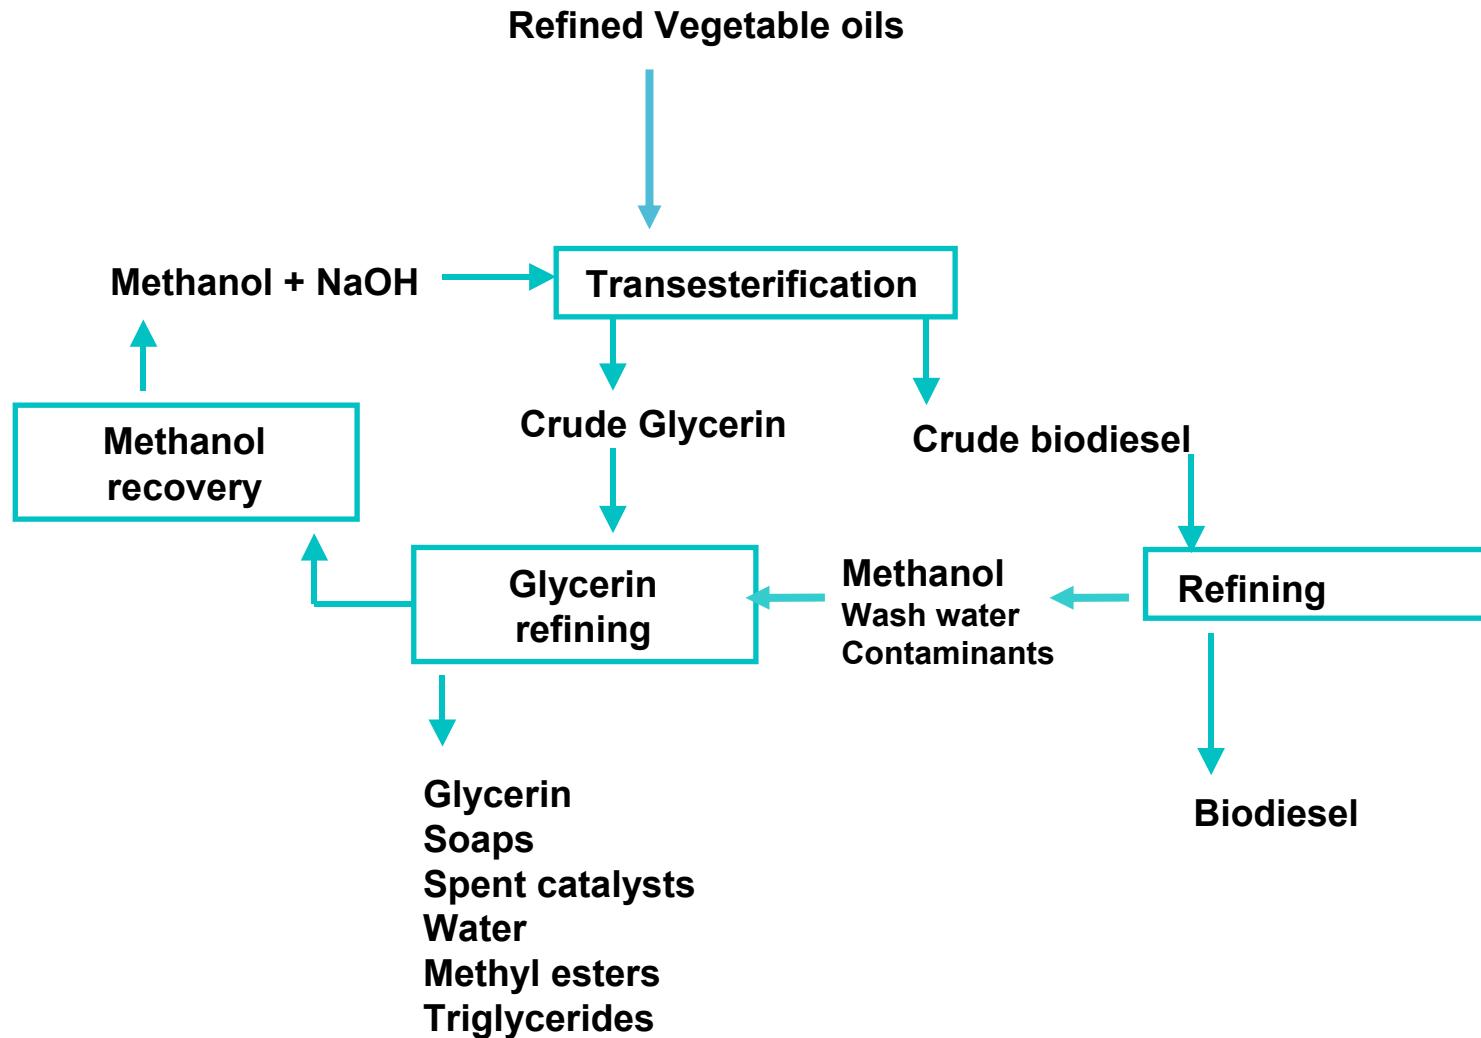 Refined Vegetable oils
Methanol + NaOH
Transesterification
Methanol
recovery
Crude Glycerin
Crude biodiesel
Glycerin
refining
Methanol
Wash water
Contaminants
Refining
Glycerin
Soaps
Spent catalysts
Water
Methyl esters
Triglycerides
Biodiesel